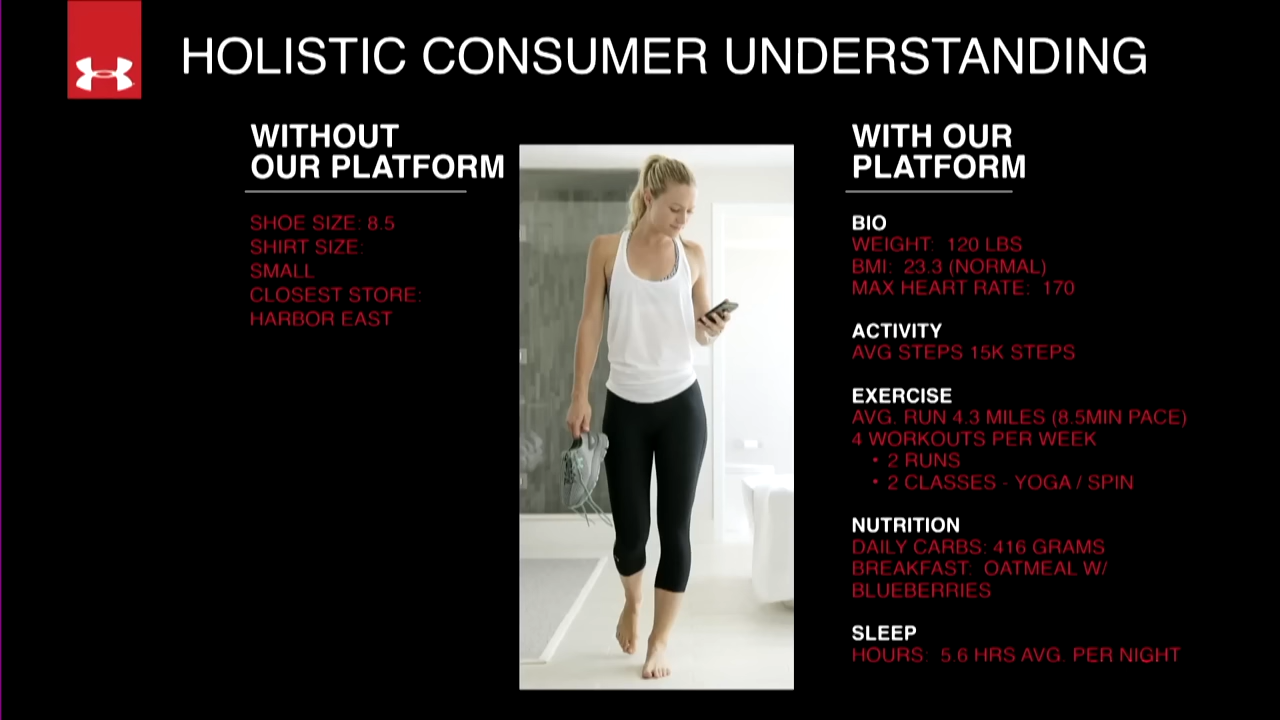 HOLISTIC CONSUMER UNDERSTANDING
WITHOUT
OUR PLATFORM
SHOE SIZE: 8.5
SHIRT SIZE:
SMALL
CLOSEST STORE:
HARBOR EAST
WITH OUR
PLATFORM
BIO
WEIGHT: 120 LBS
BMI: 23.3 (NORMAL)
MAX HEART RATE: 170
ACTIVITY
AVG STEPS 15K STEPS
EXERCISE
AVG. RUN 4.3 MILES (8.5MIN PACE)
4 WORKOUTS PER WEEK
• 2 RUNS
• 2 CLASSES - YOGA / SPIN
NUTRITION
DAILY CARBS: 416 GRAMS
BREAKFAST: OATMEAL W/
BLUEBERRIES
SLEEP
HOURS: 5.6 HRS AVG. PER NIGHT